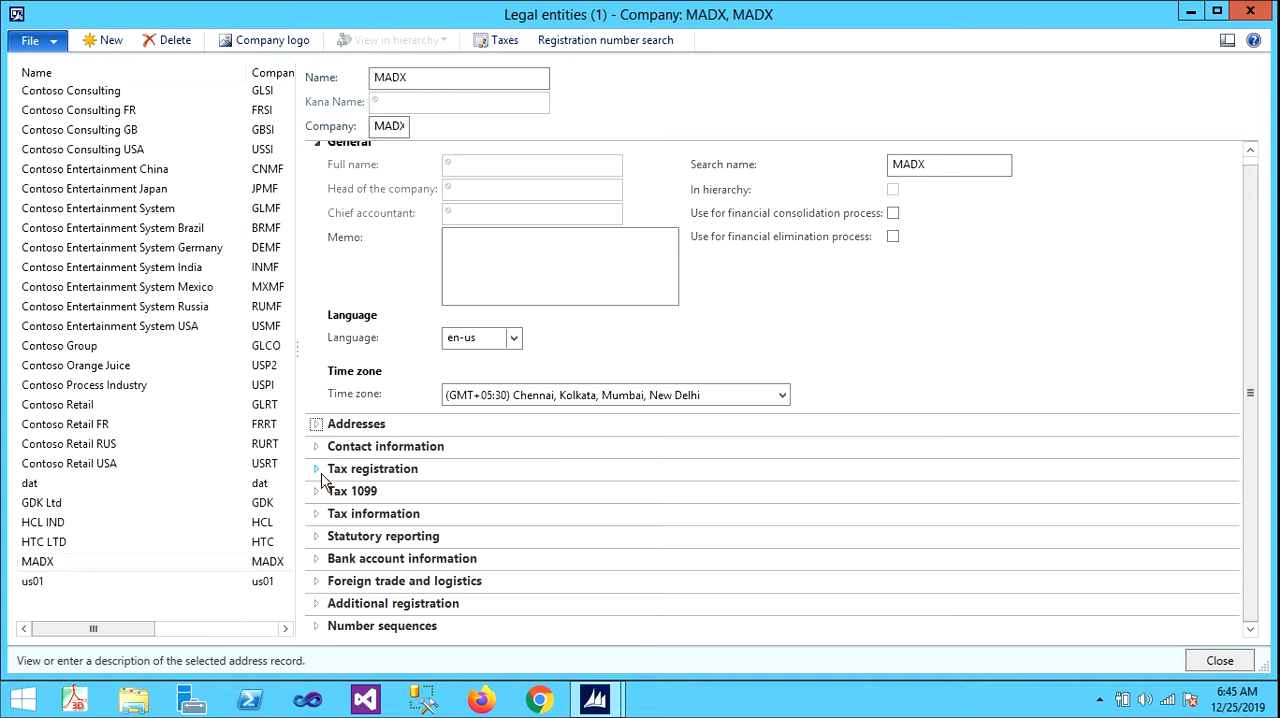 Legal entities (1) - Company: MADX, MADX
File New Delete Company logo View in hierarchy Taxes Registration number search
Name Compan
Contoso Consulting GLSI
Contoso Consulting FR FRSI
Contoso Consulting GB GBSI
Contoso Consulting USA USSI
Contoso Entertainment China CNMF
Contoso Entertainment Japan JPMF
Contoso Entertainment System GLMF
Contoso Entertainment System Brazil BRMF
Contoso Entertainment System Germany DEMF
Contoso Entertainment System India INMF
Contoso Entertainment System Mexico MXMF
Contoso Entertainment System Russia RUMF
Contoso Entertainment System USA USMF
Contoso Group GLCO
Contoso Orange Juice USP2
Contoso Process Industry USPI
Contoso Retail GLRT
Contoso Retail FR FRRT
Contoso Retail RUS RURT
Contoso Retail USA USRT
dat dat
GDK Ltd GDK
HCL IND HCL
HTC LTD HTC
MADX MADX
us01 us01
Name: MADX
Kana Name:
Company: MADX
General
Full name:
Head of the company:
Chief accountant:
Memo:
Search name: MADX
In hierarchy:
Use for financial consolidation process:
Use for financial elimination process:
Language
Language: en-us
Time zone
Time zone: (GMT+05:30) Chennai, Kolkata, Mumbai, New Delhi
Addresses
Contact information
Tax registration
Tax 1099
Tax information
Statutory reporting
Bank account information
Foreign trade and logistics
Additional registration
Number sequences
View or enter a description of the selected address record.
Close
6:45 AM
12/25/2019